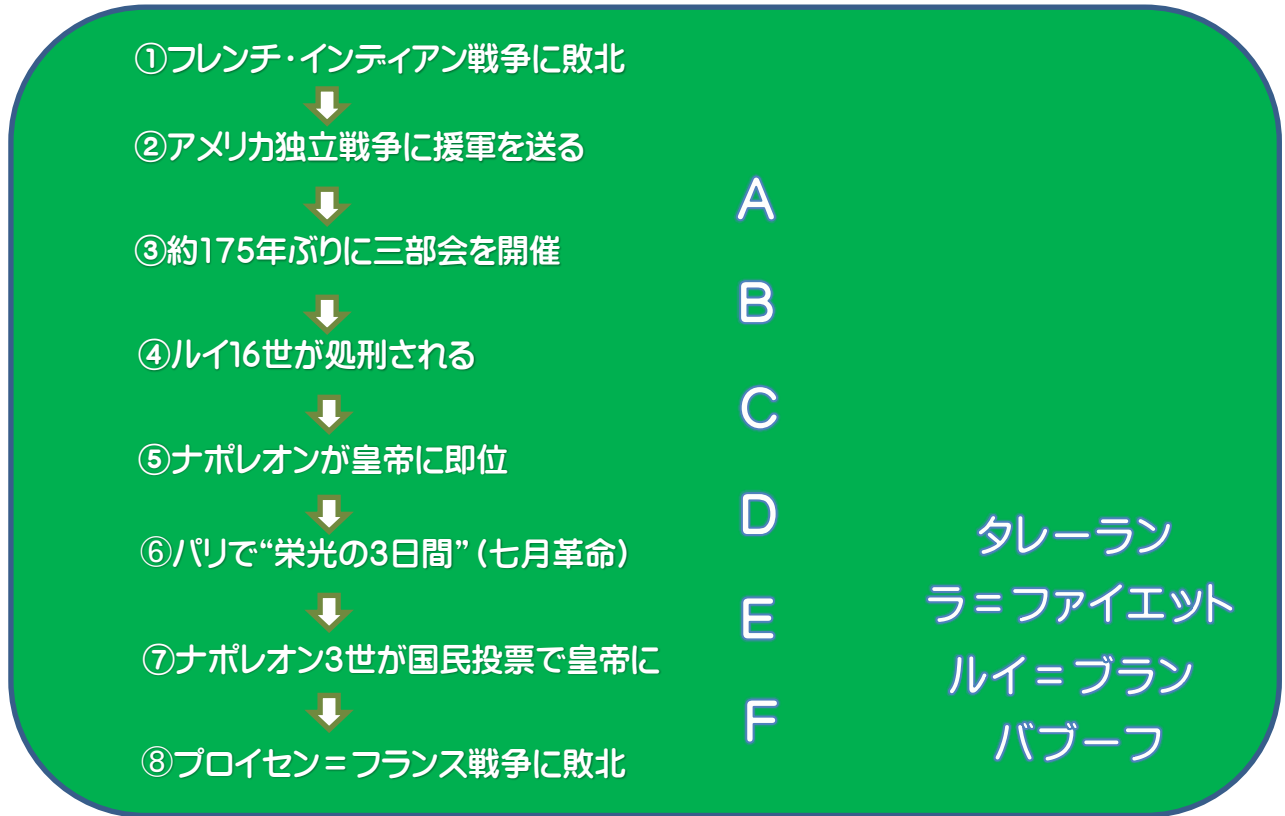 ①フレンチ・インディアン戦争に敗北
②アメリカ独立戦争に援軍を送る
A
③約175年ぶりに三部会を開催
B
④ルイ16世が処刑される
C
⑤ナポレオンが皇帝に即位
D
⑥パリで“栄光の3日間”（七月革命）
E
⑦ナポレオン3世が国民投票で皇帝に
F
⑧プロイセン＝フランス戦争に敗北
タレーラン
ラ＝ファイエット
ルイ＝ブラン
バブーフ